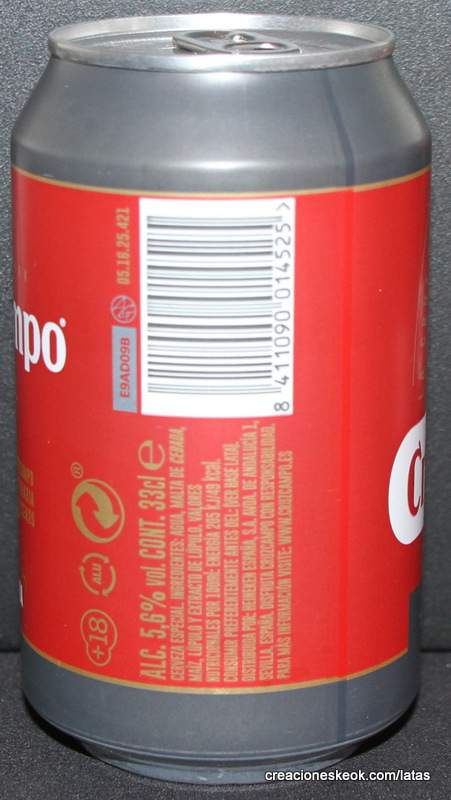 mpo®
05.16.25.421
E9AD09B
8 411090 014525 >
+18
ALU
®
ALC. 5.6% vol. CONT. 33cl e
CERVEZA ESPECIAL. INGREDIENTES: AGUA, MALTA DE CEBADA,
MAÍZ, LÚPULO Y EXTRACTO DE LÚPULO. VALORES
NUTRICIONALES POR 100ml: ENERGÍA 205 kJ/49 kcal.
CONSUMIR PREFERENTEMENTE ANTES DEL: VER BASE LATA.
DISTRIBUIDA POR: HEINEKEN ESPAÑA, S.A. AVDA. DE ANDALUCÍA 1,
SEVILLA, ESPAÑA. DISFRUTA CRUZCAMPO CON RESPONSABILIDAD.
PARA MÁS INFORMACIÓN VISITE: WWW.CRUZCAMPO.ES
C
creacioneskeok.com/latas